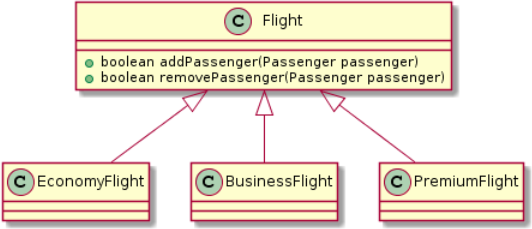 C Flight
boolean addPassenger(Passenger passenger)
boolean removePassenger(Passenger passenger)
C EconomyFlight
C BusinessFlight
C PremiumFlight